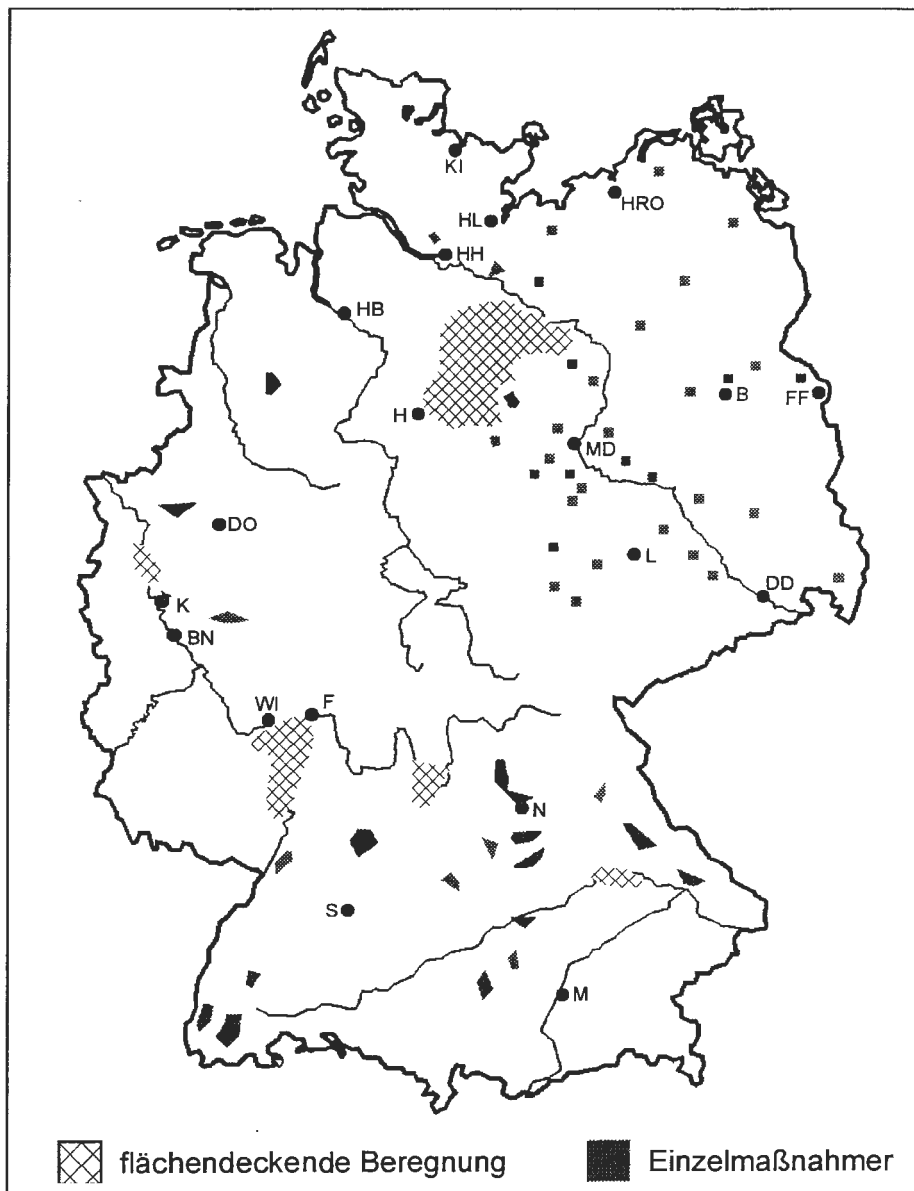 KI
HL
HRO
HH
HB
H
B
FF
MD
DO
L
DD
K
BN
WI
F
N
S
M
flächendeckende Beregnung
Einzelmaßnahmer